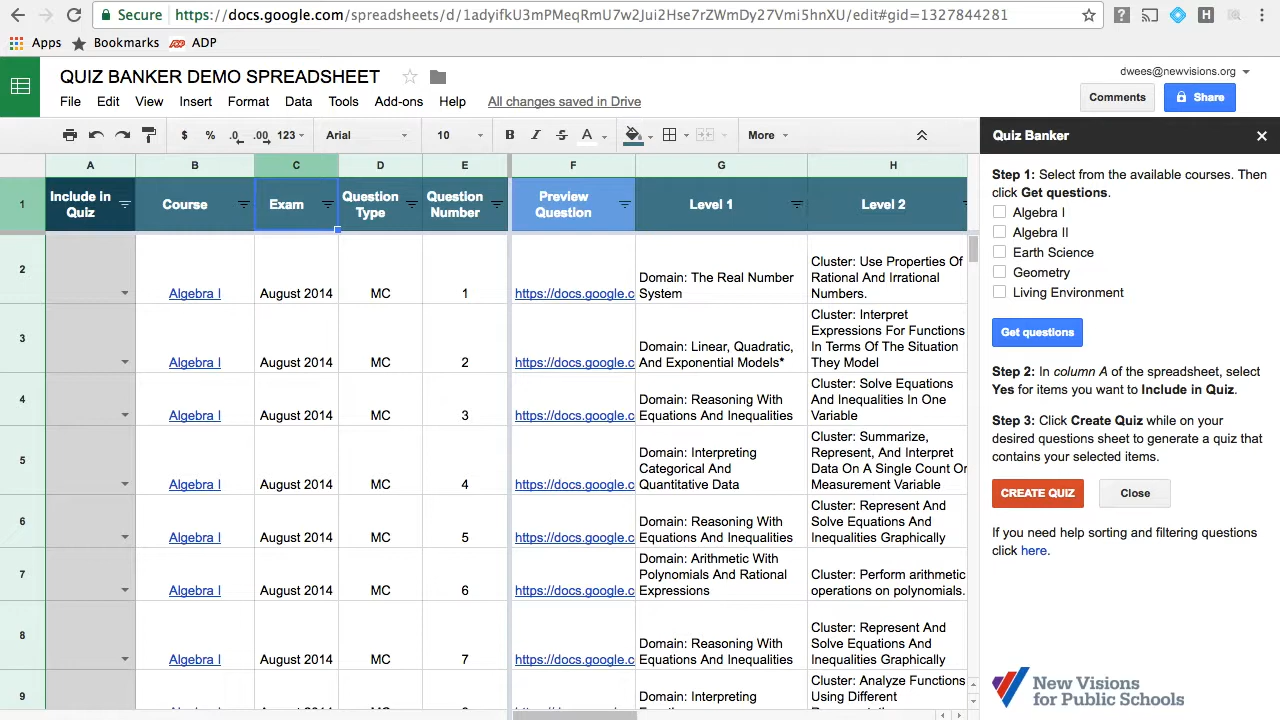 Secure https://docs.google.com/spreadsheets/d/1adyifkU3mPMeqRmU7w2Jui2Hse7rZWmDy27Vmi5hnXU/edit#gid=1327844281
Apps Bookmarks ADP
QUIZ BANKER DEMO SPREADSHEET
dwees@newvisions.org
File Edit View Insert Format Data Tools Add-ons Help All changes saved in Drive
Comments Share
$ % .0 .00 123 Arial 10 B I S A More
Quiz Banker
A B C D E F G H
1 Include in Quiz Course Exam Question Type Question Number Preview Question Level 1 Level 2
2 Algebra I August 2014 MC 1 https://docs.google.c Domain: The Real Number System Cluster: Use Properties Of Rational And Irrational Numbers.
3 Algebra I August 2014 MC 2 https://docs.google.c Domain: Linear, Quadratic, And Exponential Models* Cluster: Interpret Expressions For Functions In Terms Of The Situation They Model
4 Algebra I August 2014 MC 3 https://docs.google.c Domain: Reasoning With Equations And Inequalities Cluster: Solve Equations And Inequalities In One Variable
5 Algebra I August 2014 MC 4 https://docs.google.c Domain: Interpreting Categorical And Quantitative Data Cluster: Summarize, Represent, And Interpret Data On A Single Count Or Measurement Variable
6 Algebra I August 2014 MC 5 https://docs.google.c Domain: Reasoning With Equations And Inequalities Cluster: Represent And Solve Equations And Inequalities Graphically
7 Algebra I August 2014 MC 6 https://docs.google.c Domain: Arithmetic With Polynomials And Rational Expressions Cluster: Perform arithmetic operations on polynomials.
8 Algebra I August 2014 MC 7 https://docs.google.c Domain: Reasoning With Equations And Inequalities Cluster: Represent And Solve Equations And Inequalities Graphically
9 Domain: Interpreting Cluster: Analyze Functions Using Different
Step 1: Select from the available courses. Then
click Get questions.
Algebra I
Algebra II
Earth Science
Geometry
Living Environment
Get questions
Step 2: In column A of the spreadsheet, select
Yes for items you want to Include in Quiz.
Step 3: Click Create Quiz while on your
desired questions sheet to generate a quiz that
contains your selected items.
CREATE QUIZ Close
If you need help sorting and filtering questions
click here.
New Visions
for Public Schools